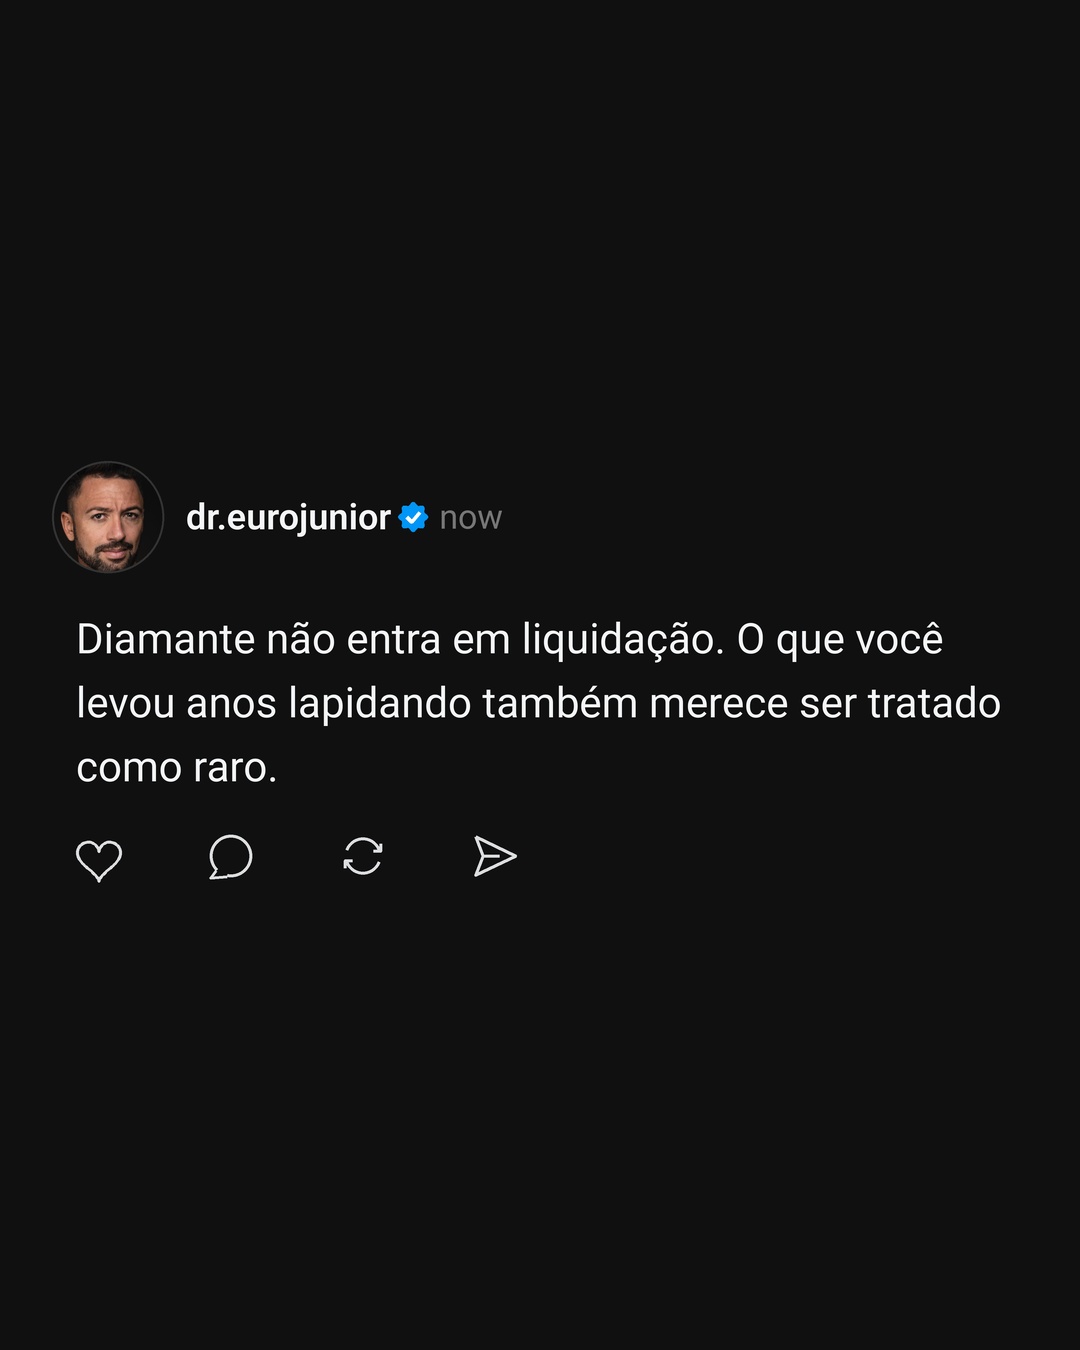 dr.eurojunior now
Diamante não entra em liquidação. O que você
levou anos lapidando também merece ser tratado
como raro.